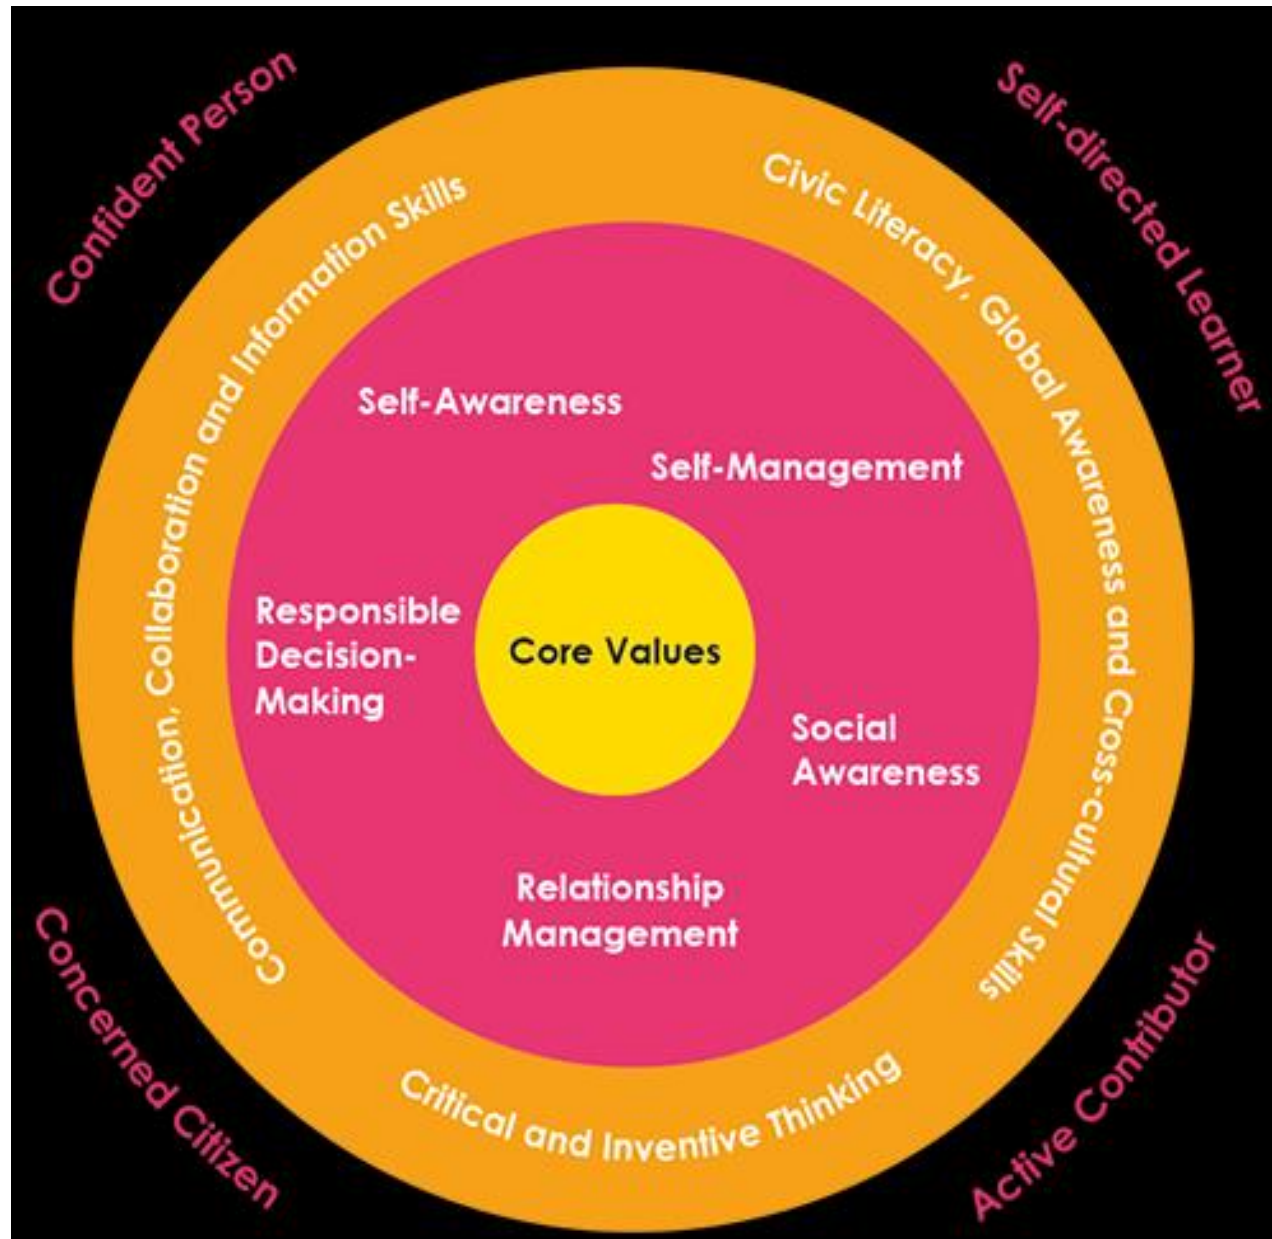 Confident Person
Self-directed Learner
Communication, Collaboration and Information Skills
Civic Literacy, Global Awareness and Cross-cultural Skills
Self-Awareness
Self-Management
Responsible
Decision-
Making
Core Values
Social
Awareness
Relationship
Management
Critical and Inventive Thinking
Concerned Citizen
Active Contributor